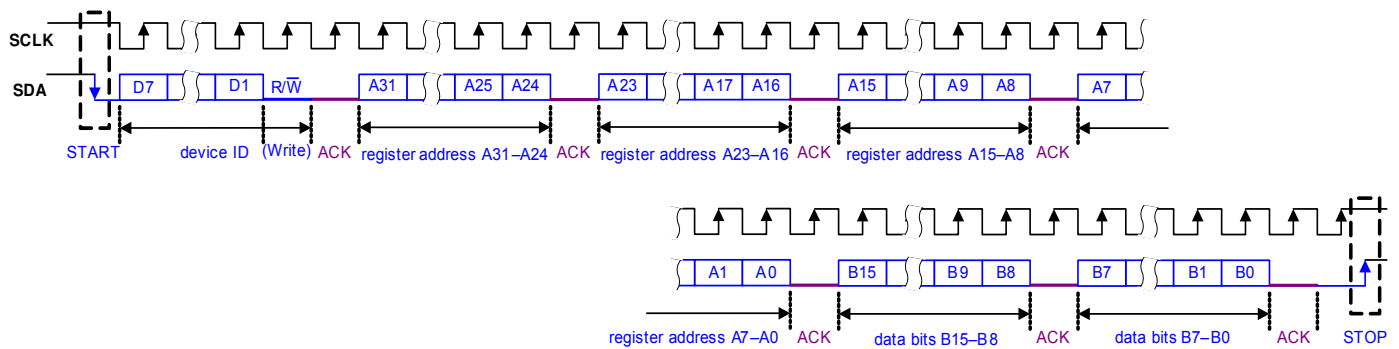 SCLK
SDA
D7 D1 R/W̅ A31 A25 A24 A23 A17 A16 A15 A9 A8 A7
START device ID (Write) ACK register address A31–A24 ACK register address A23–A16 ACK register address A15–A8 ACK
A1 A0 B15 B9 B8 B7 B1 B0
register address A7–A0 ACK data bits B15–B8 ACK data bits B7–B0 ACK STOP